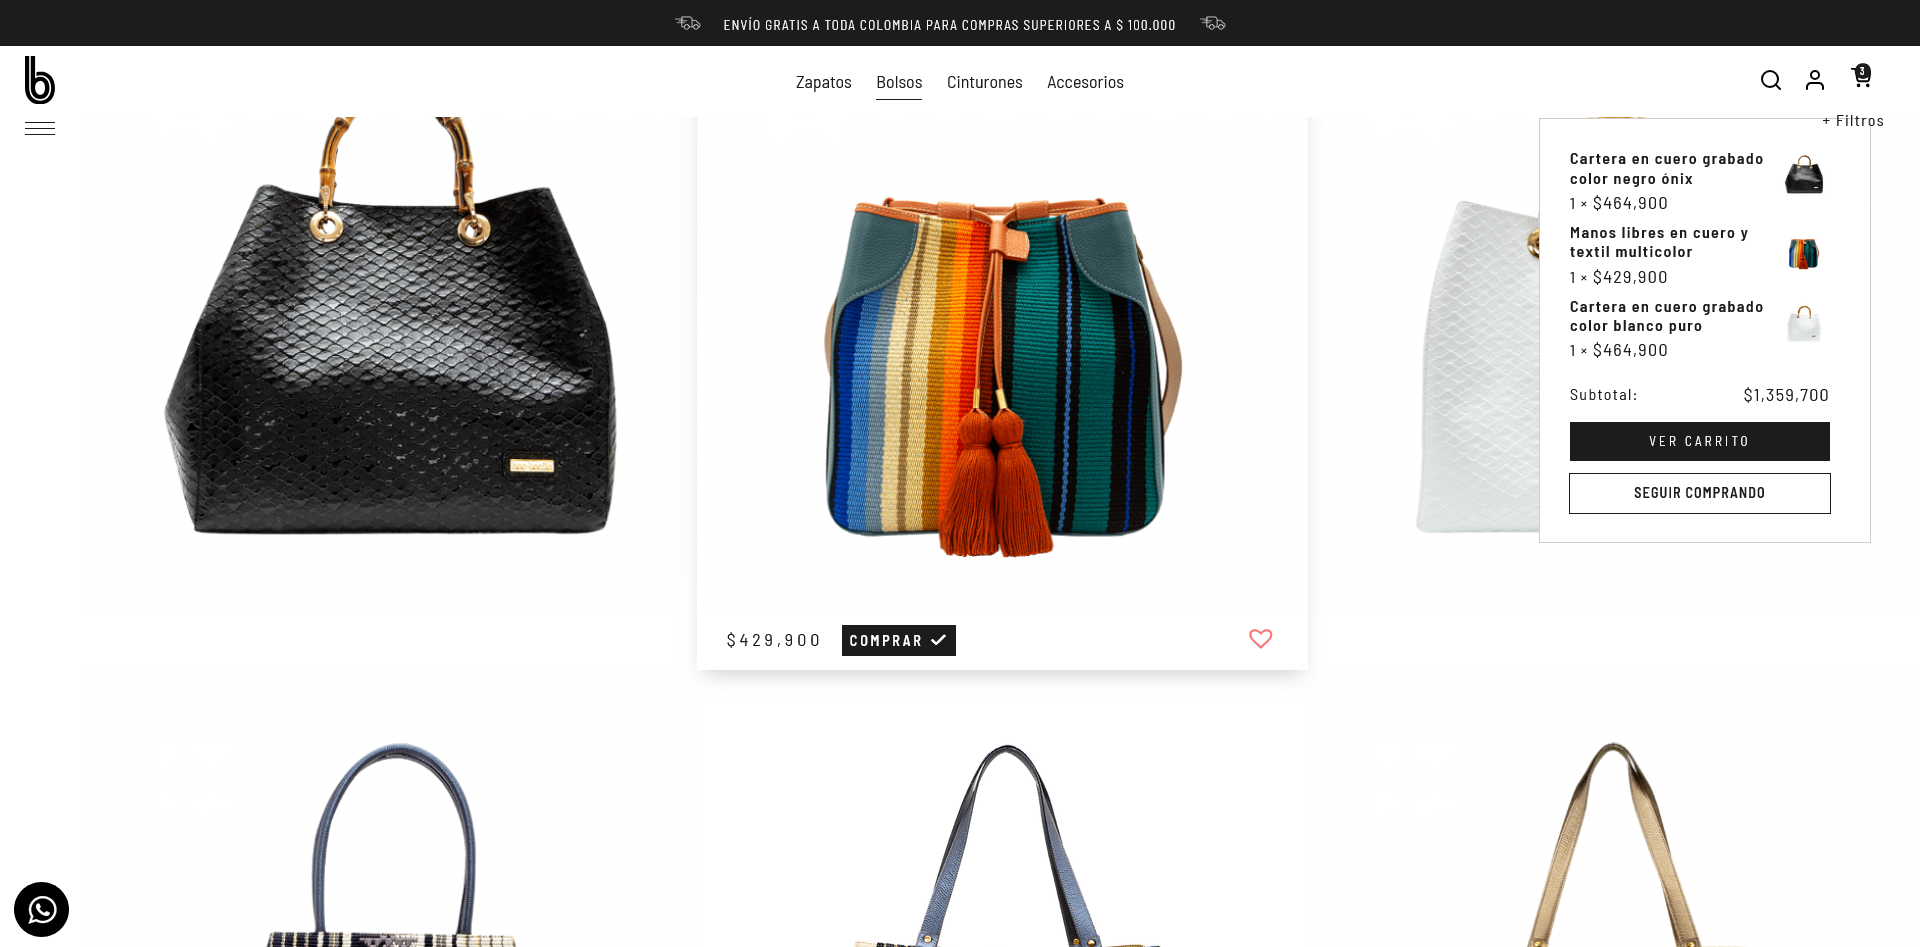 ENVÍO GRATIS A TODA COLOMBIA PARA COMPRAS SUPERIORES A $ 100.000
b
Zapatos Bolsos Cinturones Accesorios
3
+ Filtros
Cartera en cuero grabado
color negro ónix
1 × $464,900
Manos libres en cuero y
textil multicolor
1 × $429,900
Cartera en cuero grabado
color blanco puro
1 × $464,900
Subtotal: $1,359,700
VER CARRITO
SEGUIR COMPRANDO
$429,900 COMPRAR